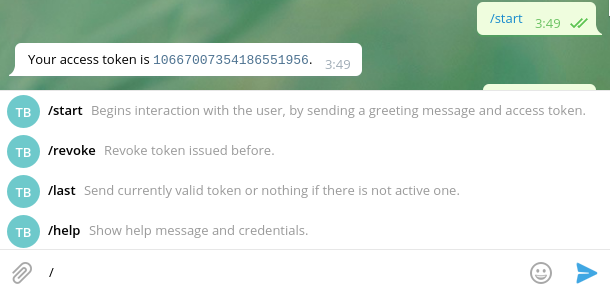 /start 3:49
Your access token is 10667007354186551956. 3:49
TB /start Begins interaction with the user, by sending a greeting message and access token.
TB /revoke Revoke token issued before.
TB /last Send currently valid token or nothing if there is not active one.
TB /help Show help message and credentials.
/